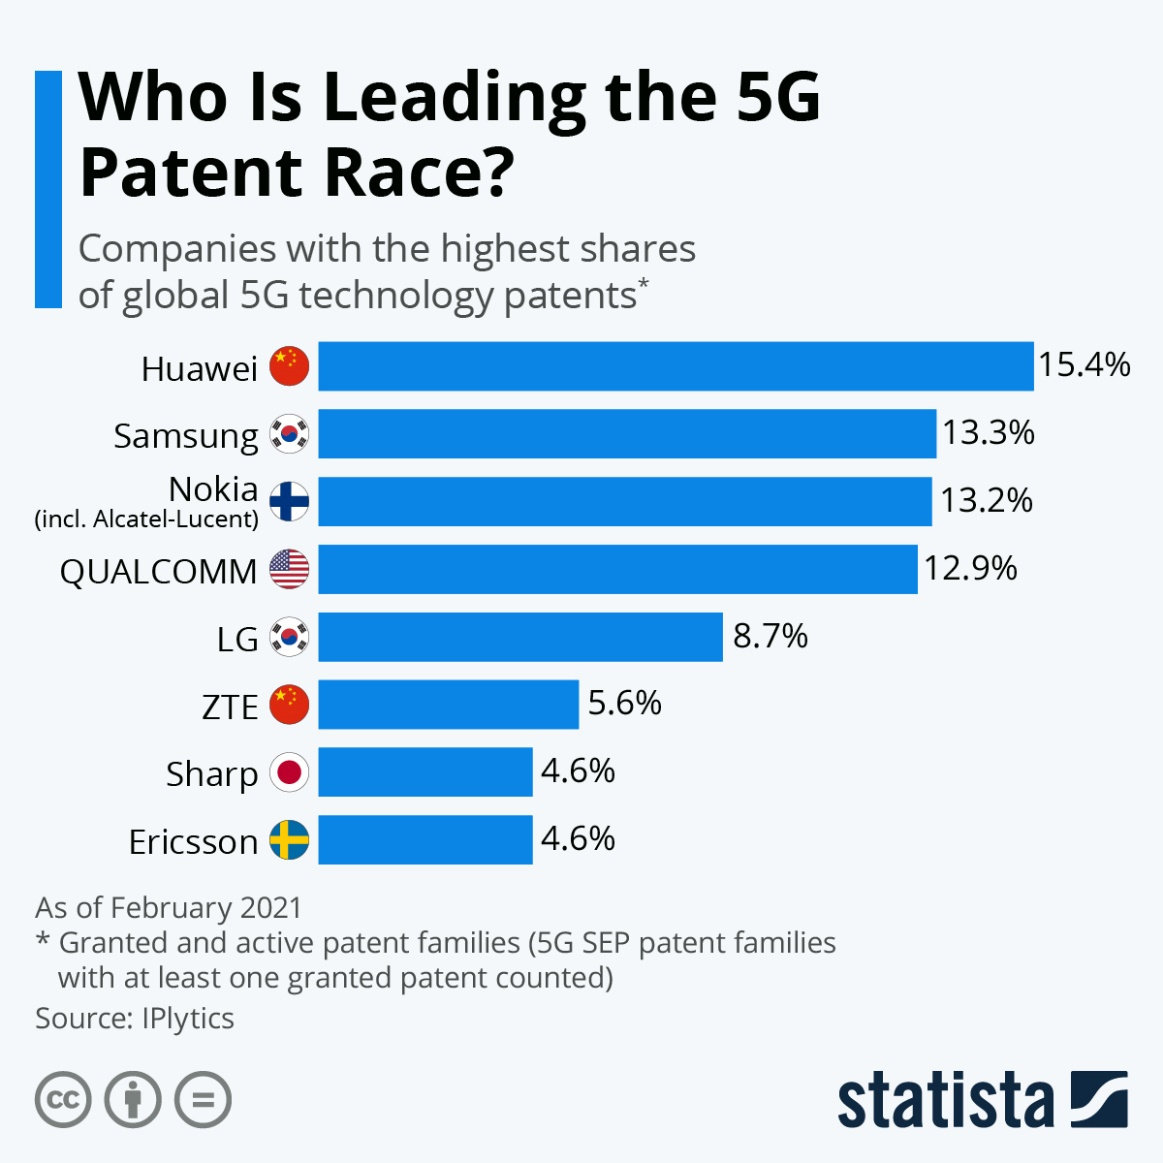 Who Is Leading the 5G
Patent Race?
Companies with the highest shares
of global 5G technology patents*
Huawei 15.4%
Samsung 13.3%
Nokia
(incl. Alcatel-Lucent) 13.2%
QUALCOMM 12.9%
LG 8.7%
ZTE 5.6%
Sharp 4.6%
Ericsson 4.6%
As of February 2021
* Granted and active patent families (5G SEP patent families
with at least one granted patent counted)
Source: IPlytics
cc
statista